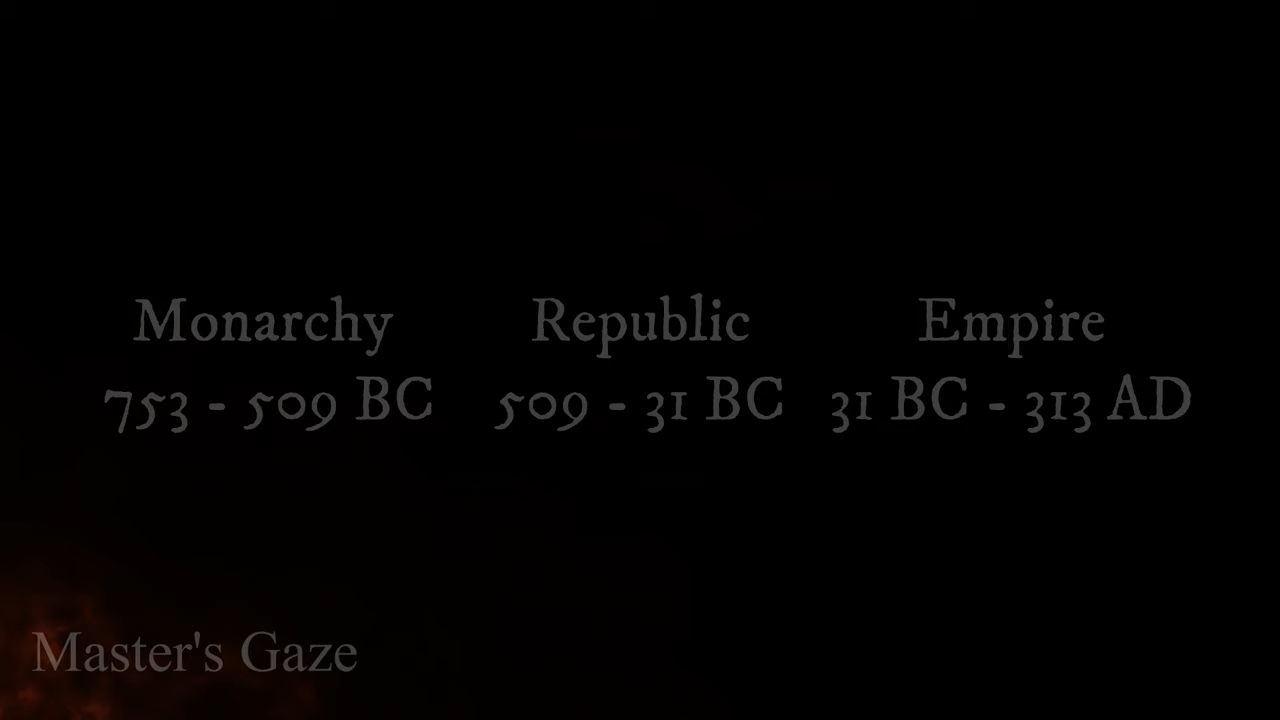 Monarchy Republic Empire
753 - 509 BC 509 - 31 BC 31 BC - 313 AD
Master's Gaze